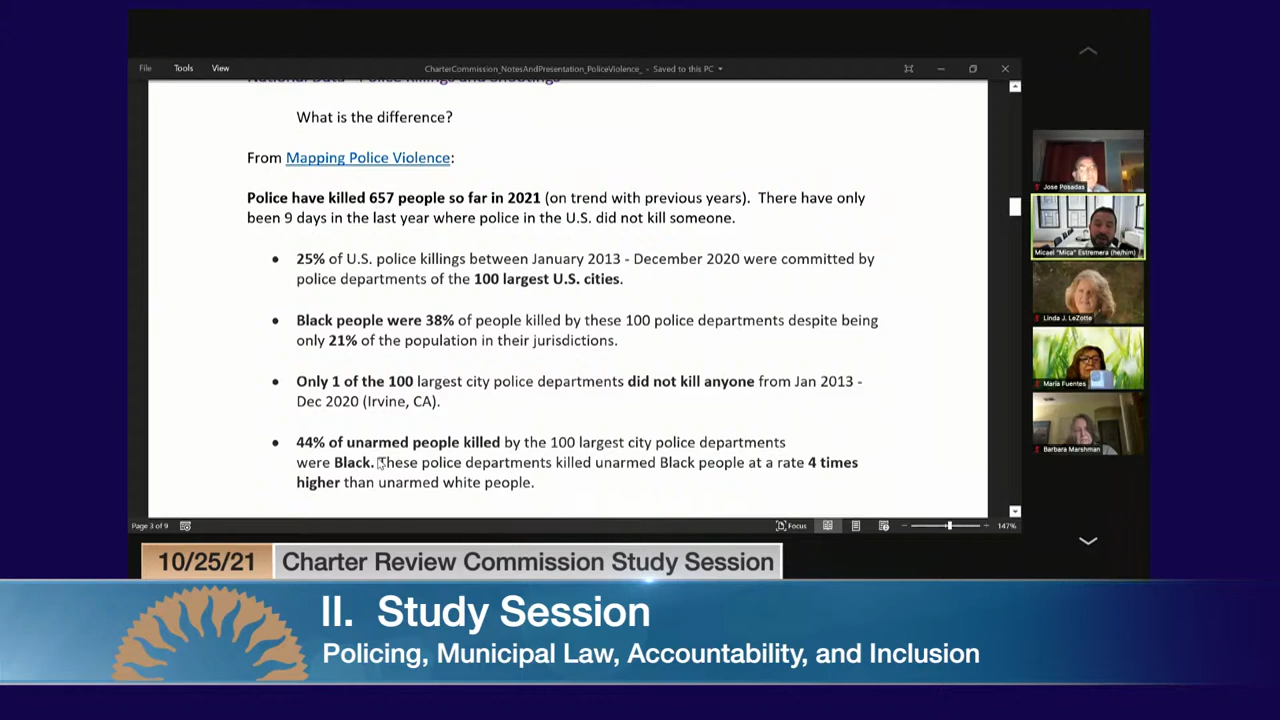 File Tools View CharterCommission_NotesAndPresentation_PoliceViolence_ - Saved to this PC
National Data - Police Killings and Shootings
What is the difference?
From Mapping Police Violence:
Police have killed 657 people so far in 2021 (on trend with previous years). There have only
been 9 days in the last year where police in the U.S. did not kill someone.
• 25% of U.S. police killings between January 2013 - December 2020 were committed by
police departments of the 100 largest U.S. cities.
• Black people were 38% of people killed by these 100 police departments despite being
only 21% of the population in their jurisdictions.
• Only 1 of the 100 largest city police departments did not kill anyone from Jan 2013 -
Dec 2020 (Irvine, CA).
• 44% of unarmed people killed by the 100 largest city police departments
were Black. These police departments killed unarmed Black people at a rate 4 times
higher than unarmed white people.
Page 3 of 9 Focus 147%
Jose Posadas
Micael "Mica" Estremera (he/him)
Linda J. LeZotte
Maria Fuentes
Barbara Marshman
10/25/21 Charter Review Commission Study Session
II. Study Session
Policing, Municipal Law, Accountability, and Inclusion